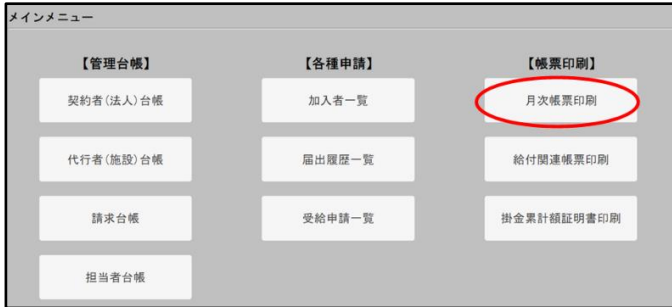 メインメニュー
【管理台帳】 【各種申請】 【帳票印刷】
契約者(法人)台帳 加入者一覧 月次帳票印刷
代行者(施設)台帳 届出履歴一覧 給付関連帳票印刷
請求台帳 受給申請一覧 掛金累計額証明書印刷
担当者台帳